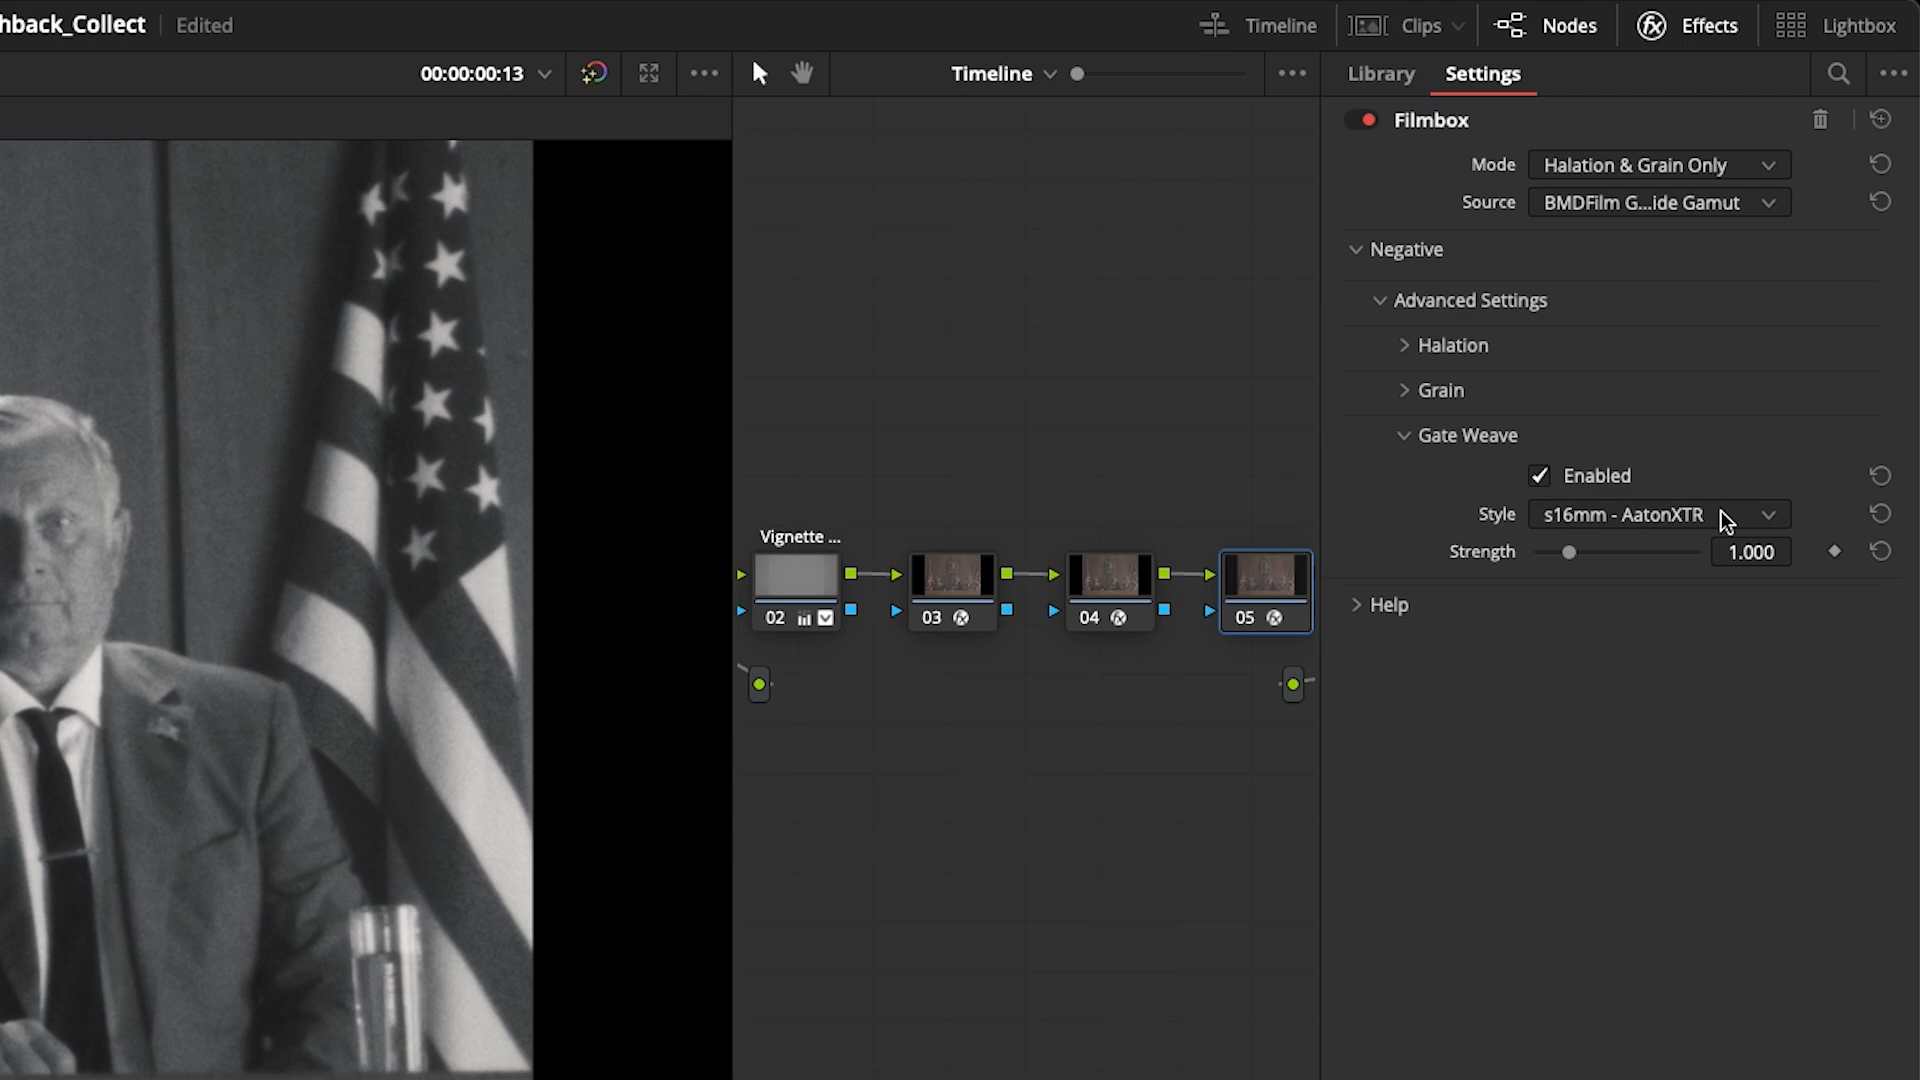 hback_Collect Edited Timeline Clips Nodes Effects Lightbox
00:00:00:13 Timeline Library Settings
Filmbox
Mode Halation & Grain Only
Source BMDFilm G...ide Gamut
Negative
Advanced Settings
Halation
Grain
Gate Weave
Enabled
Style s16mm - AatonXTR
Strength 1.000
Help
Vignette ...
02 03 04 05